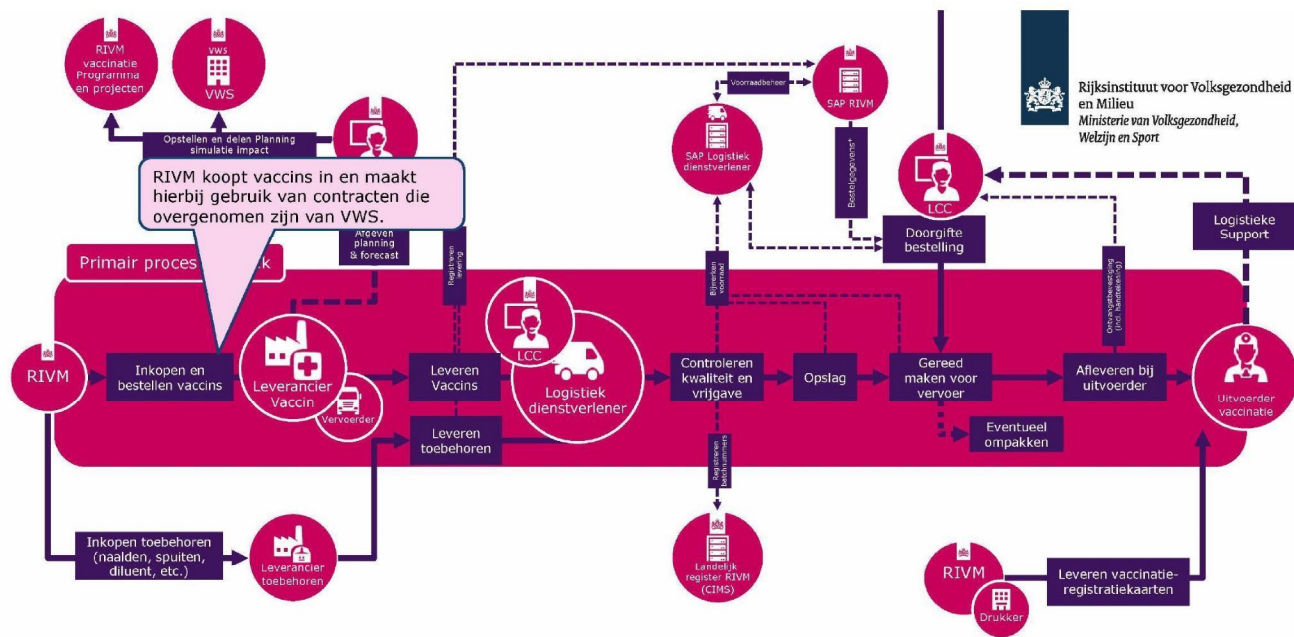 RIVM
vaccinatie
Programma
en projecten
vws
VWS
Opstellen en delen Planning
simulatie impact
RIVM koopt vaccins in en maakt
hierbij gebruik van contracten die
overgenomen zijn van VWS.
Afgeven
planning
& forecast
Registreren
levering
Voorraadbeheer
SAP RIVM
SAP Logistiek
dienstverlener
Bestelgegevens*
LCC
Doorgifte
bestelling
Rijksinstituut voor Volksgezondheid
en Milieu
Ministerie van Volksgezondheid,
Welzijn en Sport
Logistieke
Support
Ontvangstbevestiging
(incl. handtekening)
Bijwerken
voorraad
Primair proces
RIVM
Inkopen en
bestellen vaccins
Leverancier
Vaccin
Vervoerder
Leveren
Vaccins
Leveren
toebehoren
LCC
Logistiek
dienstverlener
Controleren
kwaliteit en
vrijgave
Opslag
Gereed
maken voor
vervoer
Eventueel
ompakken
Afleveren bij
uitvoerder
Uitvoerder
vaccinatie
Registreren
batchnummers
Inkopen toebehoren
(naalden, spuiten,
diluent, etc.)
Leverancier
toebehoren
Landelijk
register RIVM
(CIMS)
RIVM
Drukker
Leveren vaccinatie-
registratiekaarten